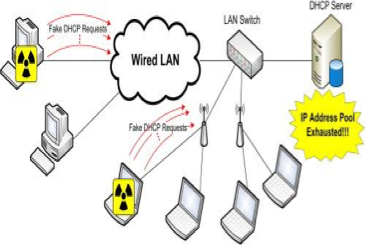 DHCP Server
LAN Switch
Fake DHCP Requests
Wired LAN
Fake DHCP Requests
IP Address Pool
Exhausted!!!